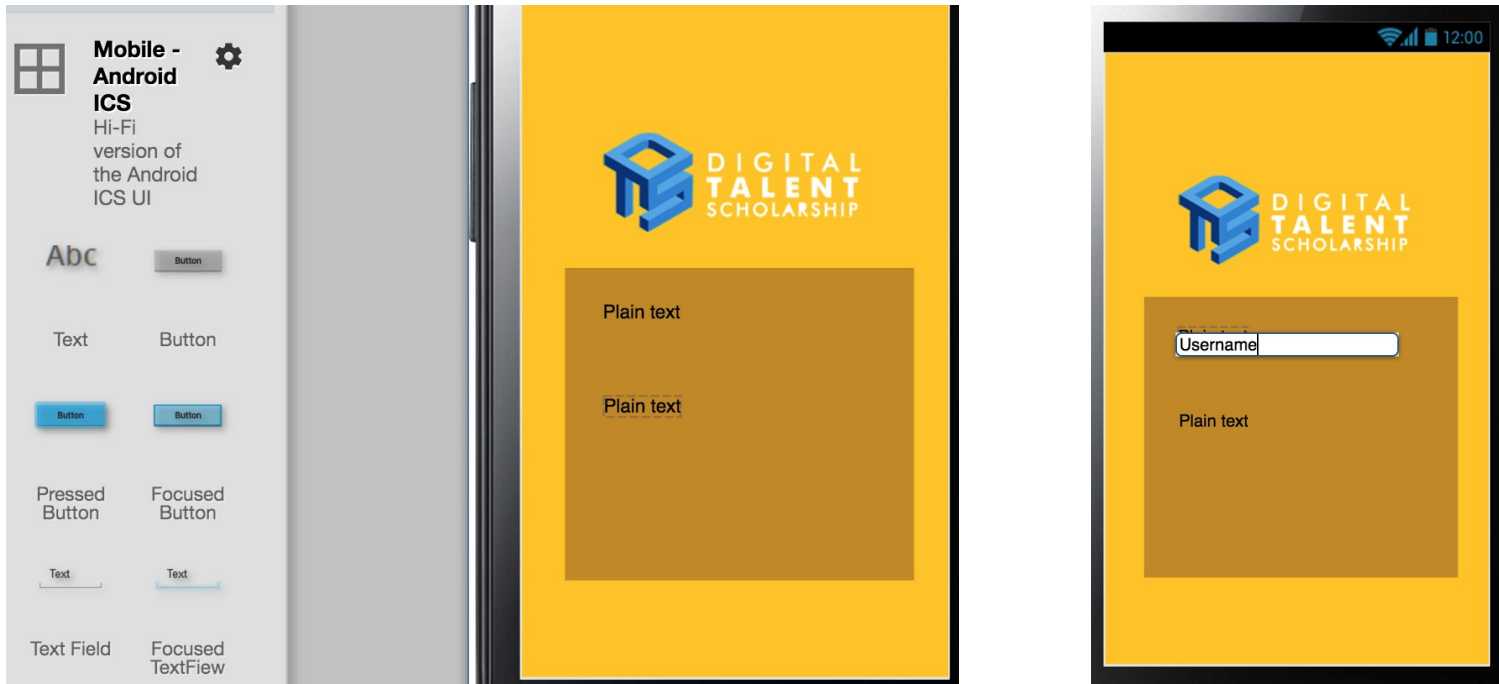 Mobile -
Android
ICS
Hi-Fi
version of
the Android
ICS UI
Abc
Button
Text
Button
Button
Button
Pressed
Button
Focused
Button
Text
Text
Text Field
Focused
TextFiew
DIGITAL
TALENT
SCHOLARSHIP
Plain text
Plain text
12:00
DIGITAL
TALENT
SCHOLARSHIP
Plain text
Username
Plain text